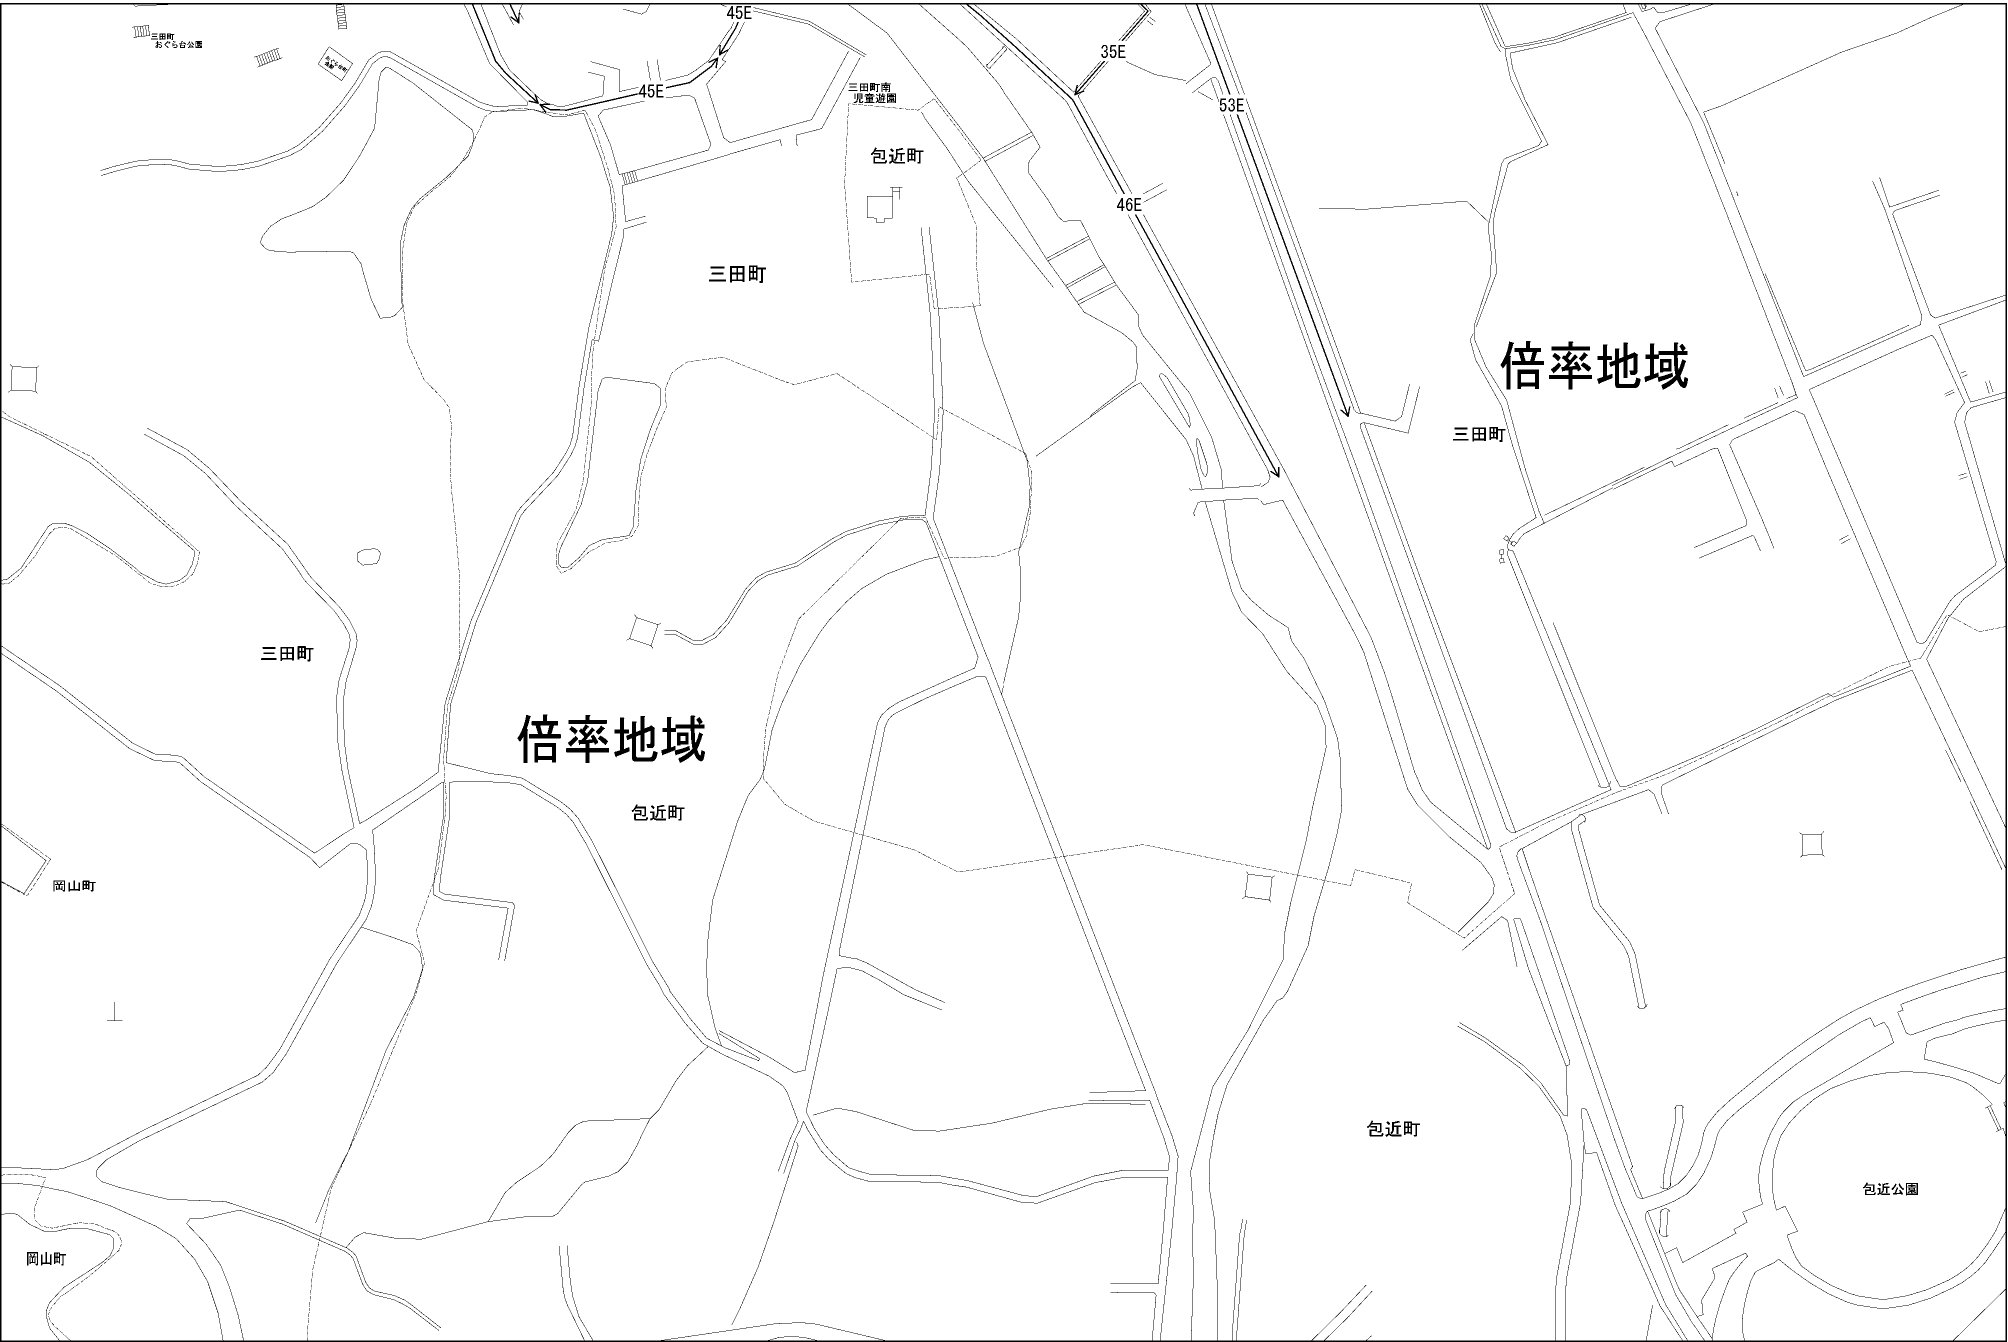 45E
三田町
おぐら台公園
35E
45E
三田町南
児童遊園
53E
包近町
46E
三田町
倍率地域
三田町
三田町
倍率地域
包近町
岡山町
包近町
包近公園
岡山町